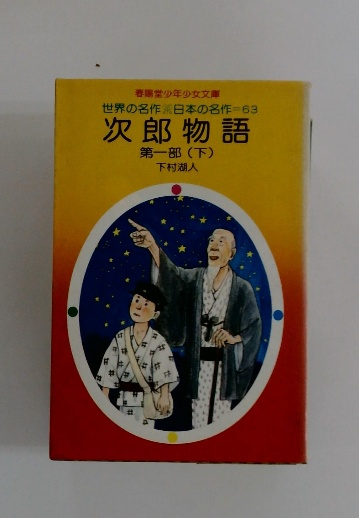 春陽堂少年少女文庫
世界の名作※日本の名作=63
次郎物語
第一部(下)
下村湖人